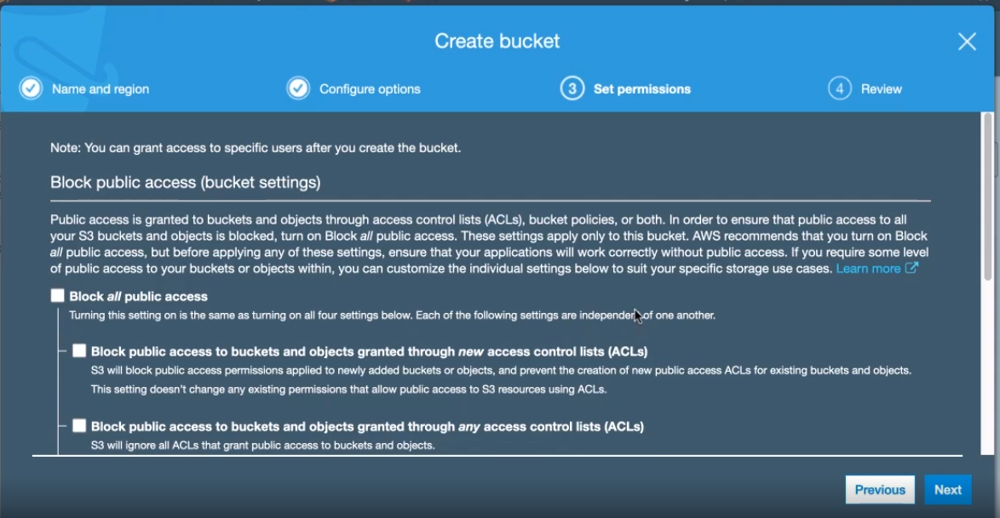 Create bucket
Name and region
Configure options
3 Set permissions
4 Review
Note: You can grant access to specific users after you create the bucket.
Block public access (bucket settings)
Public access is granted to buckets and objects through access control lists (ACLs), bucket policies, or both. In order to ensure that public access to all
your S3 buckets and objects is blocked, turn on Block all public access. These settings apply only to this bucket. AWS recommends that you turn on Block
all public access, but before applying any of these settings, ensure that your applications will work correctly without public access. If you require some level
of public access to your buckets or objects within, you can customize the individual settings below to suit your specific storage use cases. Learn more
Block all public access
Turning this setting on is the same as turning on all four settings below. Each of the following settings are independent of one another.
Block public access to buckets and objects granted through new access control lists (ACLs)
S3 will block public access permissions applied to newly added buckets or objects, and prevent the creation of new public access ACLs for existing buckets and objects.
This setting doesn't change any existing permissions that allow public access to S3 resources using ACLs.
Block public access to buckets and objects granted through any access control lists (ACLs)
S3 will ignore all ACLs that grant public access to buckets and objects.
Previous
Next